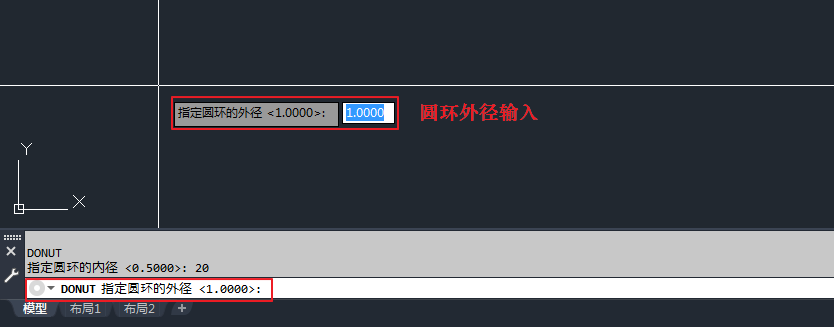 指定圆环的外径 <1.0000>: 1.0000 圆环外径输入
Y
X
DONUT
指定圆环的内径 <0.5000>: 20
DONUT 指定圆环的外径 <1.0000>:
模型 布局1 布局2 +